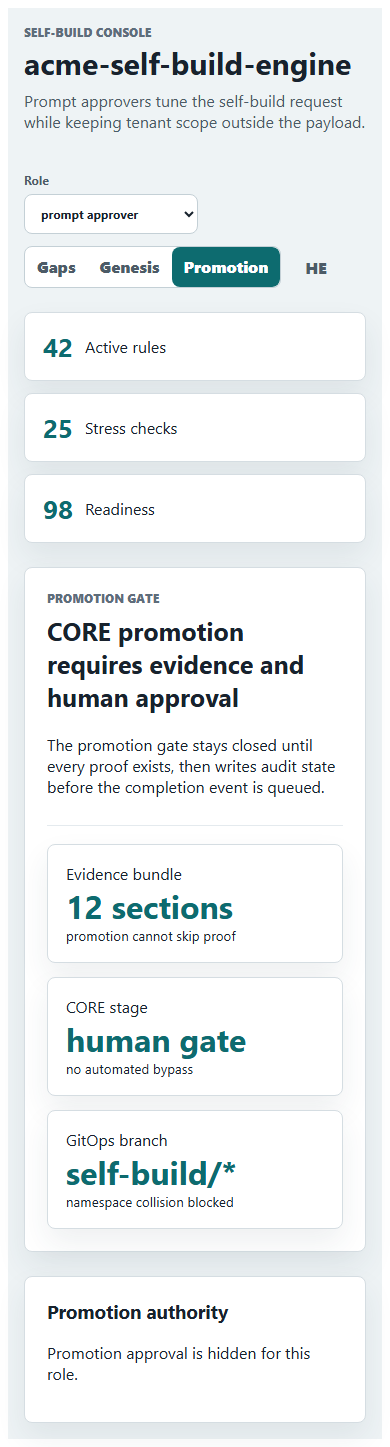 SELF-BUILD CONSOLE
acme-self-build-engine
Prompt approvers tune the self-build request
while keeping tenant scope outside the payload.
Role
prompt approver
Gaps Genesis Promotion HE
42 Active rules
25 Stress checks
98 Readiness
PROMOTION GATE
CORE promotion
requires evidence and
human approval
The promotion gate stays closed until
every proof exists, then writes audit state
before the completion event is queued.
Evidence bundle
12 sections
promotion cannot skip proof
CORE stage
human gate
no automated bypass
GitOps branch
self-build/*
namespace collision blocked
Promotion authority
Promotion approval is hidden for this
role.